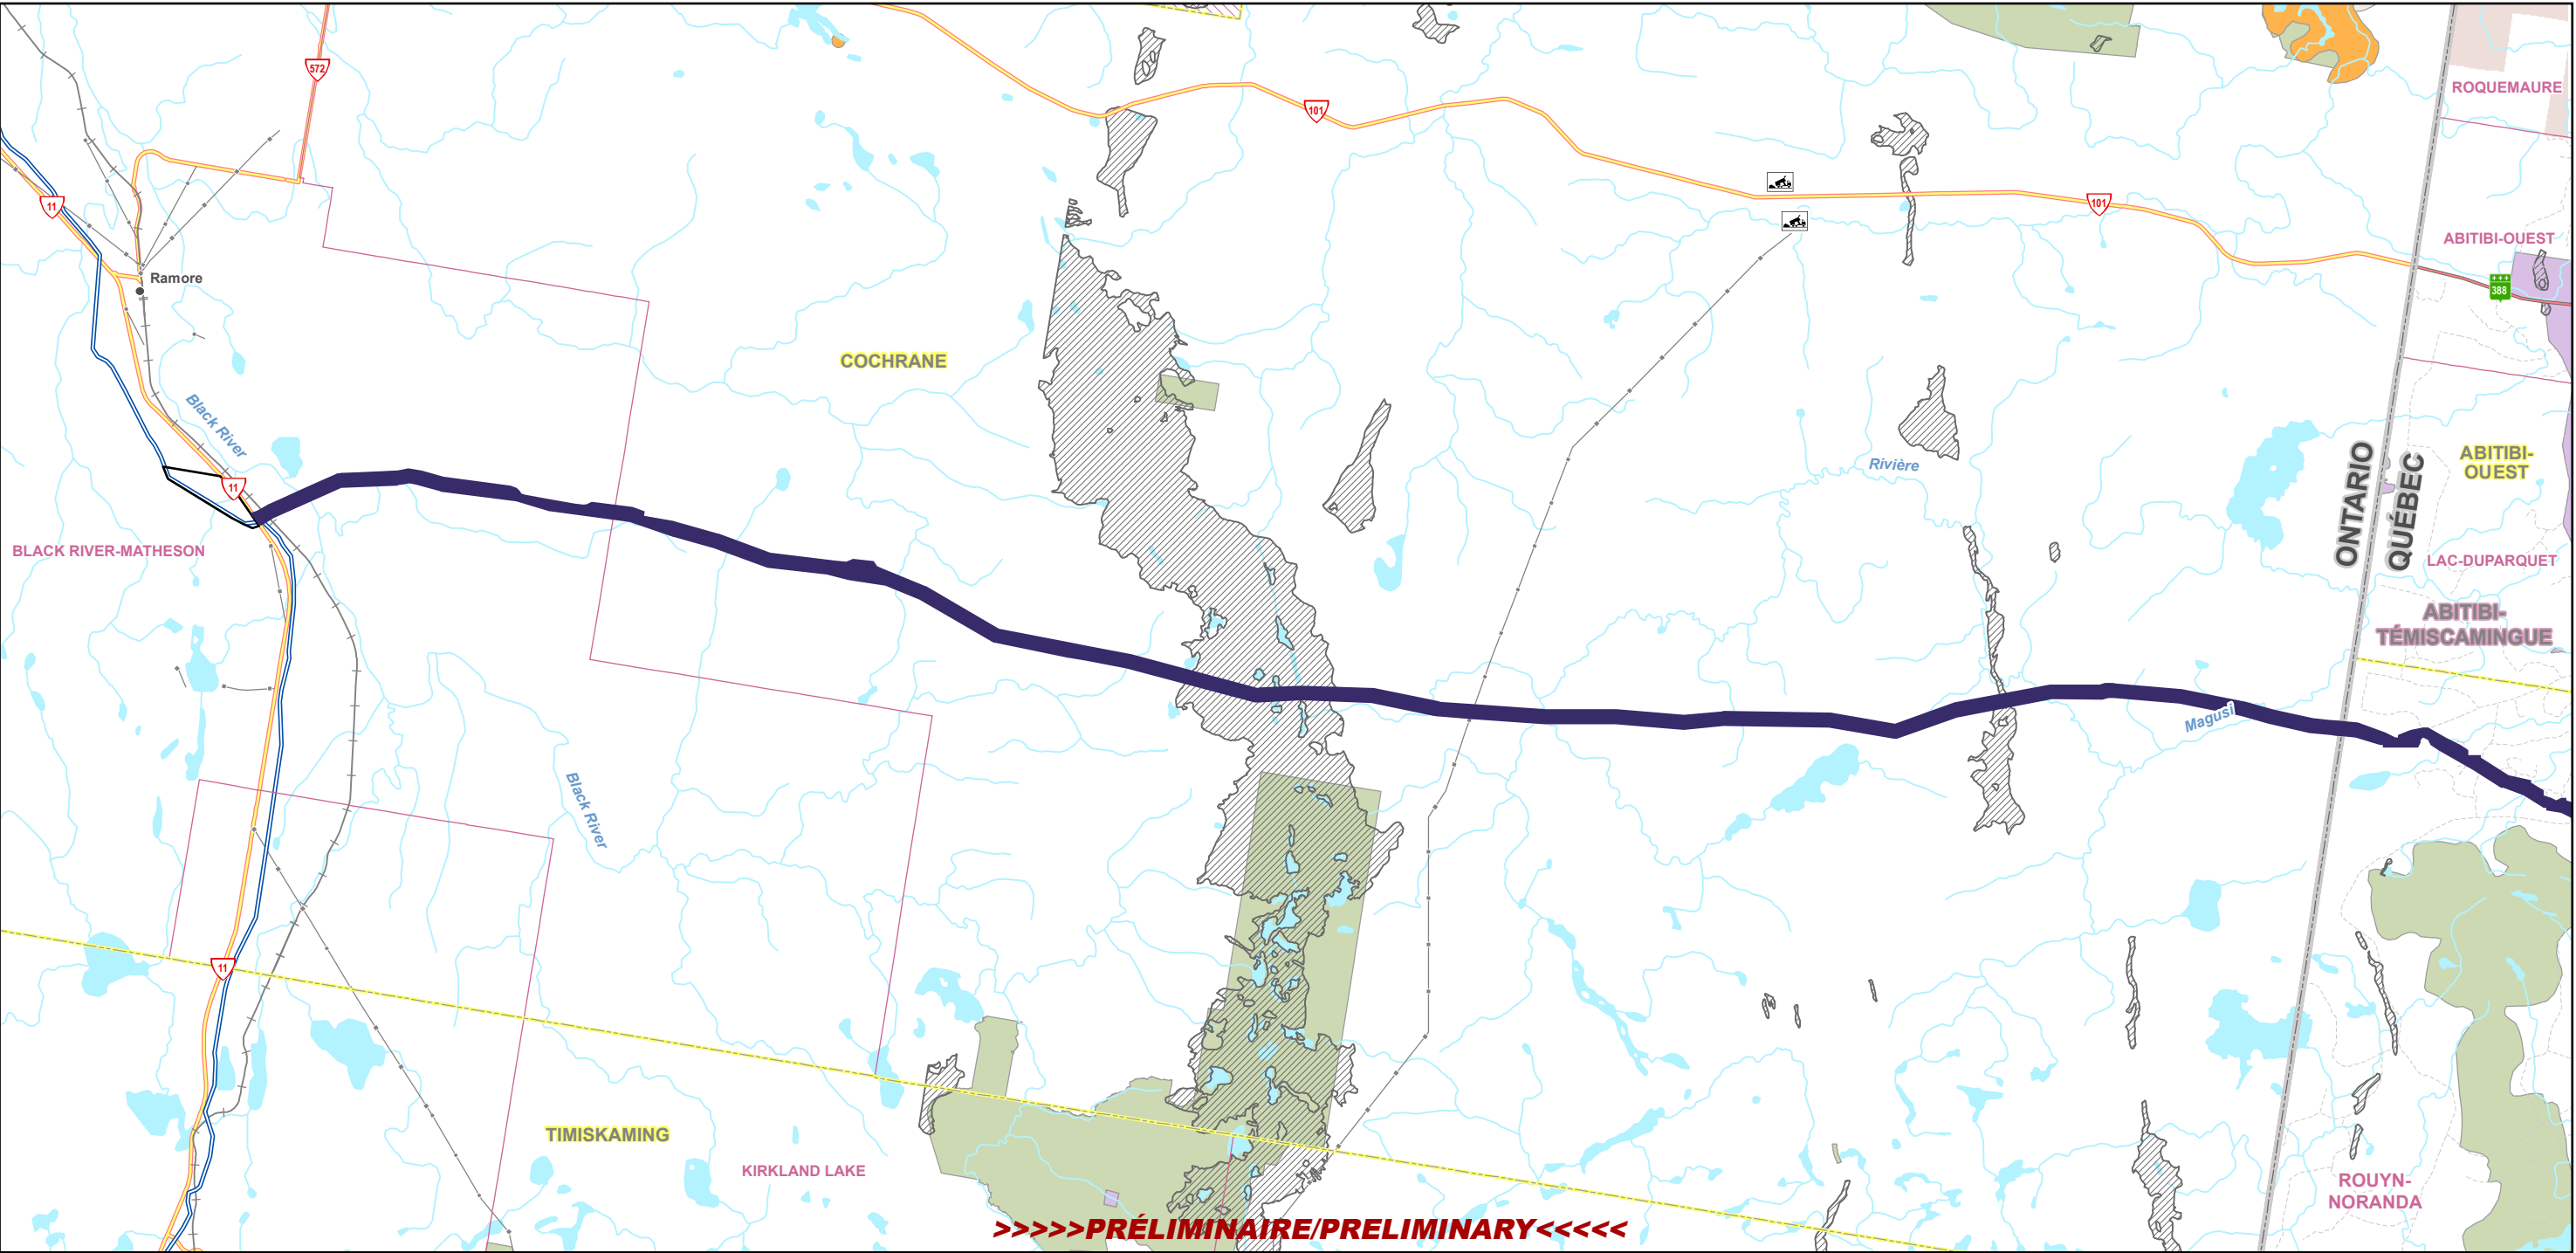 572
ROQUEMAURE
101
11
101
ABITIBI-OUEST
Ramore
388
COCHRANE
Black River
ONTARIO
QUÉBEC
ABITIBI-
OUEST
Rivière
11
BLACK RIVER-MATHESON
LAC-DUPARQUET
ABITIBI-
TÉMISCAMINGUE
Magusi
Black River
11
TIMISKAMING
KIRKLAND LAKE
ROUYN-
NORANDA
>>>>>PRÉLIMINAIRE/PRELIMINARY<<<<<